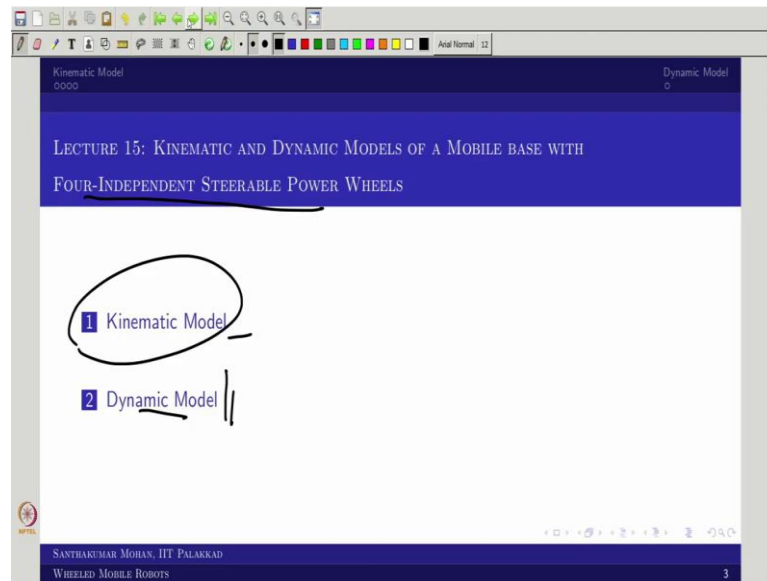 Arial Normal 12
Kinematic Model Dynamic Model
LECTURE 15: KINEMATIC AND DYNAMIC MODELS OF A MOBILE BASE WITH
FOUR-INDEPENDENT STEERABLE POWER WHEELS
1 Kinematic Model
2 Dynamic Model
NPTEL
SANTHAKUMAR MOHAN, IIT PALAKKAD
WHEELED MOBILE ROBOTS 3